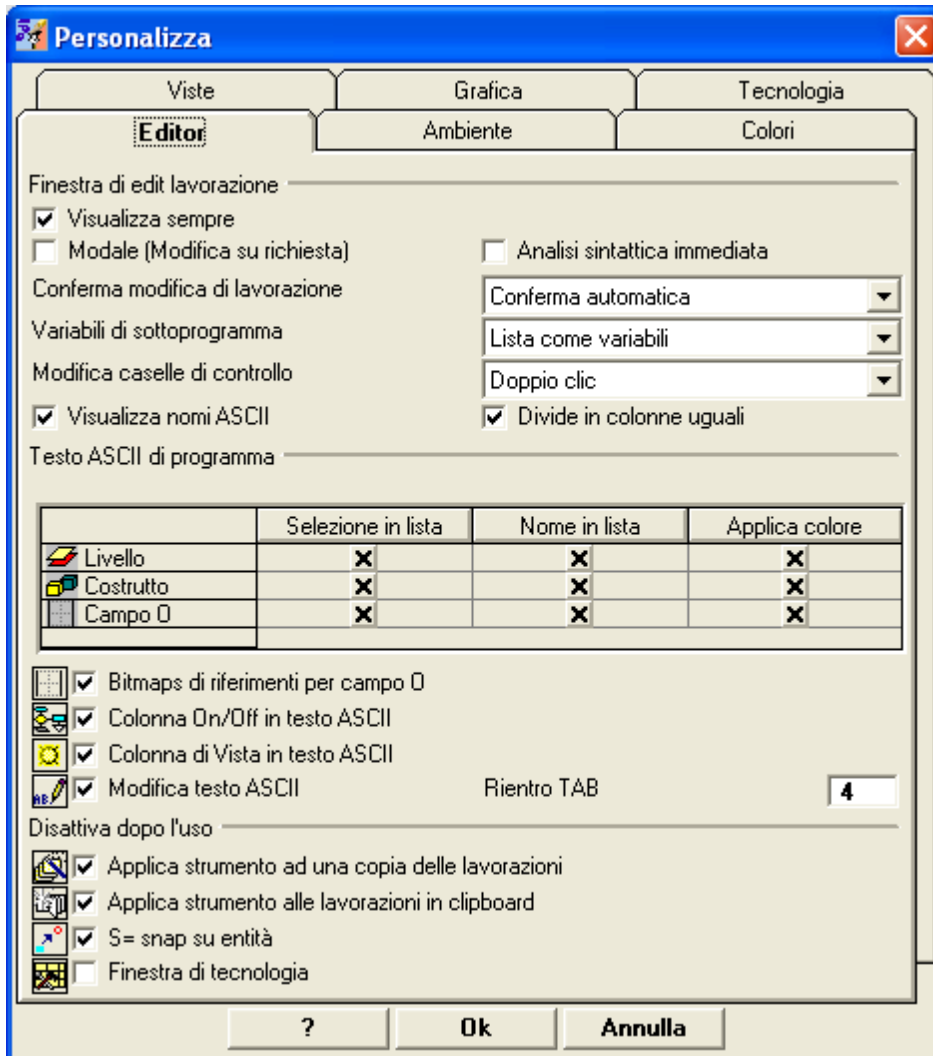 Personalizza
Viste Grafica Tecnologia
Editor Ambiente Colori
Finestra di edit lavorazione
Visualizza sempre
Modale (Modifica su richiesta) Analisi sintattica immediata
Conferma modifica di lavorazione Conferma automatica
Variabili di sottoprogramma Lista come variabili
Modifica caselle di controllo Doppio clic
Visualizza nomi ASCII Divide in colonne uguali
Testo ASCII di programma
Selezione in lista Nome in lista Applica colore
Livello
Costrutto
Campo O
Bitmaps di riferimenti per campo O
Colonna On/Off in testo ASCII
Colonna di Vista in testo ASCII
Modifica testo ASCII Rientro TAB 4
Disattiva dopo l'uso
Applica strumento ad una copia delle lavorazioni
Applica strumento alle lavorazioni in clipboard
S= snap su entità
Finestra di tecnologia
? Ok Annulla